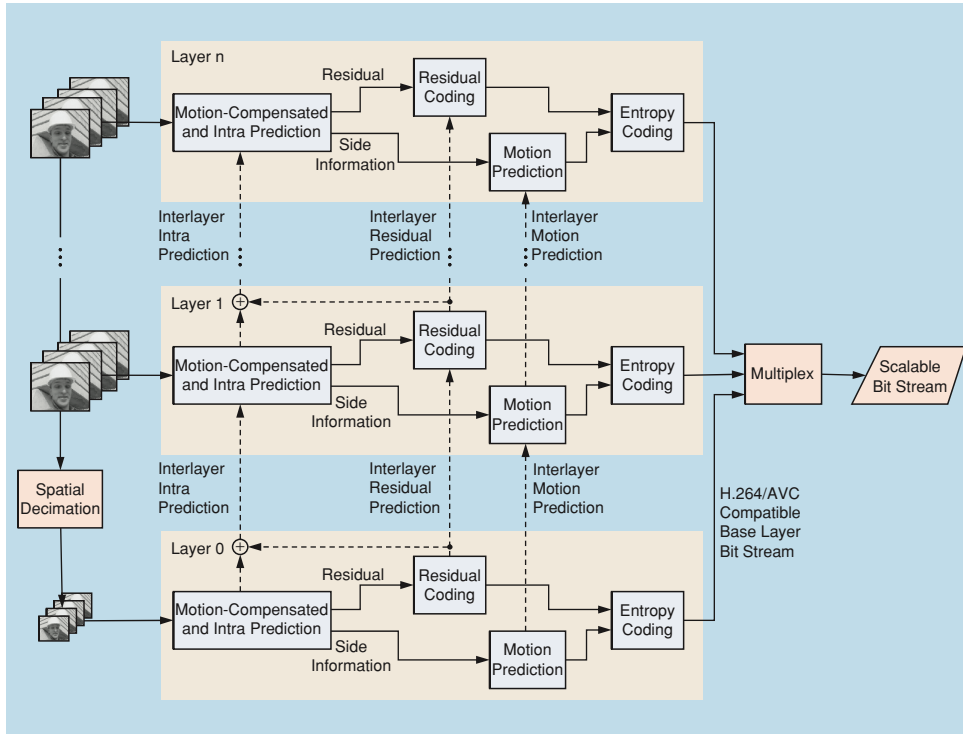 Layer n
Residual
Residual
Coding
Motion-Compensated
and Intra Prediction
Entropy
Coding
Side
Information
Motion
Prediction
Interlayer
Intra
Prediction
Interlayer
Residual
Prediction
Interlayer
Motion
Prediction
Layer 1
Residual
Residual
Coding
Motion-Compensated
and Intra Prediction
Entropy
Coding
Side
Information
Motion
Prediction
Multiplex
Scalable
Bit Stream
Spatial
Decimation
Interlayer
Intra
Prediction
Interlayer
Residual
Prediction
Interlayer
Motion
Prediction
H.264/AVC
Compatible
Base Layer
Bit Stream
Layer 0
Residual
Residual
Coding
Motion-Compensated
and Intra Prediction
Entropy
Coding
Side
Information
Motion
Prediction